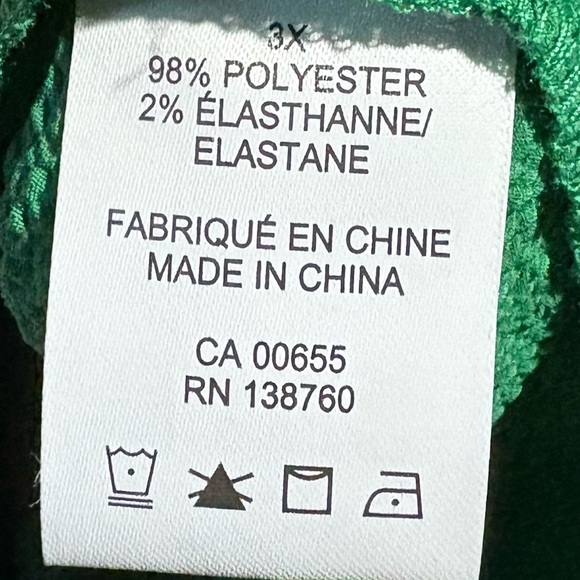 3X
98% POLYESTER
2% ÉLASTHANNE/
ELASTANE
FABRIQUÉ EN CHINE
MADE IN CHINA
CA 00655
RN 138760